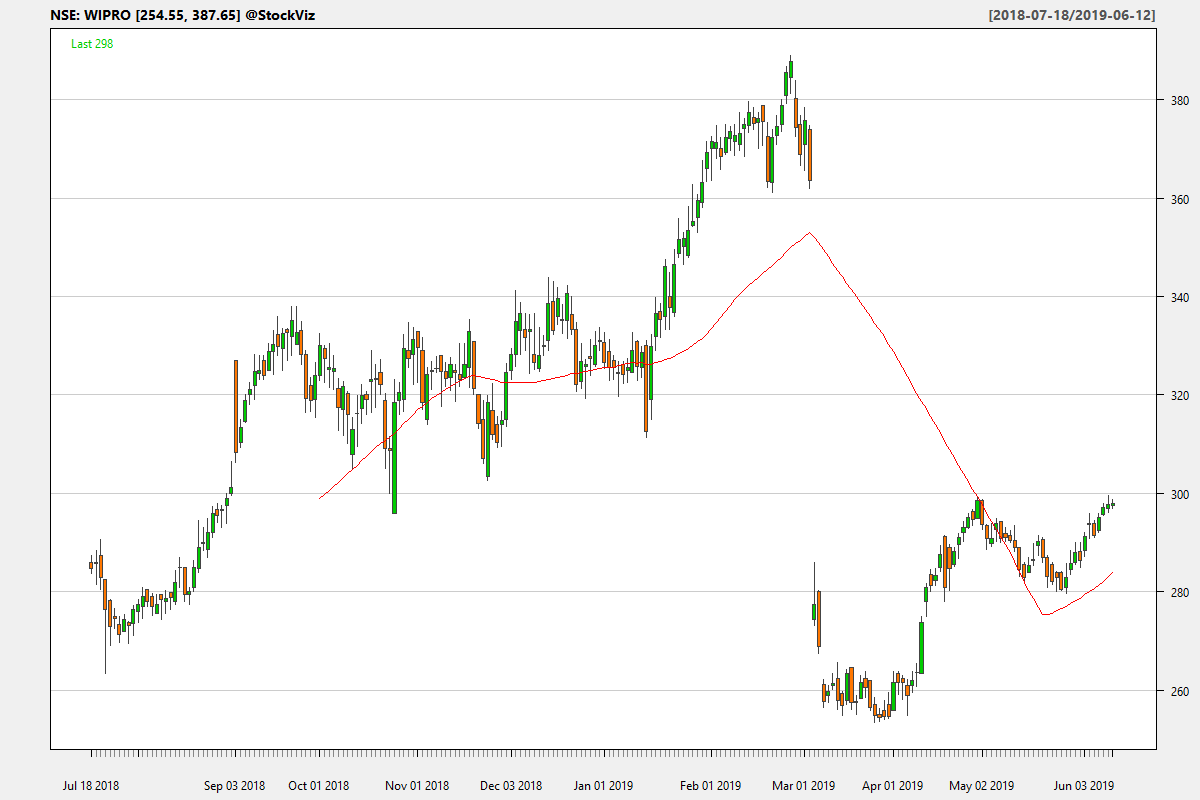 NSE: WIPRO [254.55, 387.65] @StockViz
[2018-07-18/2019-06-12]
Last 298
380
360
340
320
300
280
260
Jul 18 2018 Sep 03 2018 Oct 01 2018 Nov 01 2018 Dec 03 2018 Jan 01 2019 Feb 01 2019 Mar 01 2019 Apr 01 2019 May 02 2019 Jun 03 2019